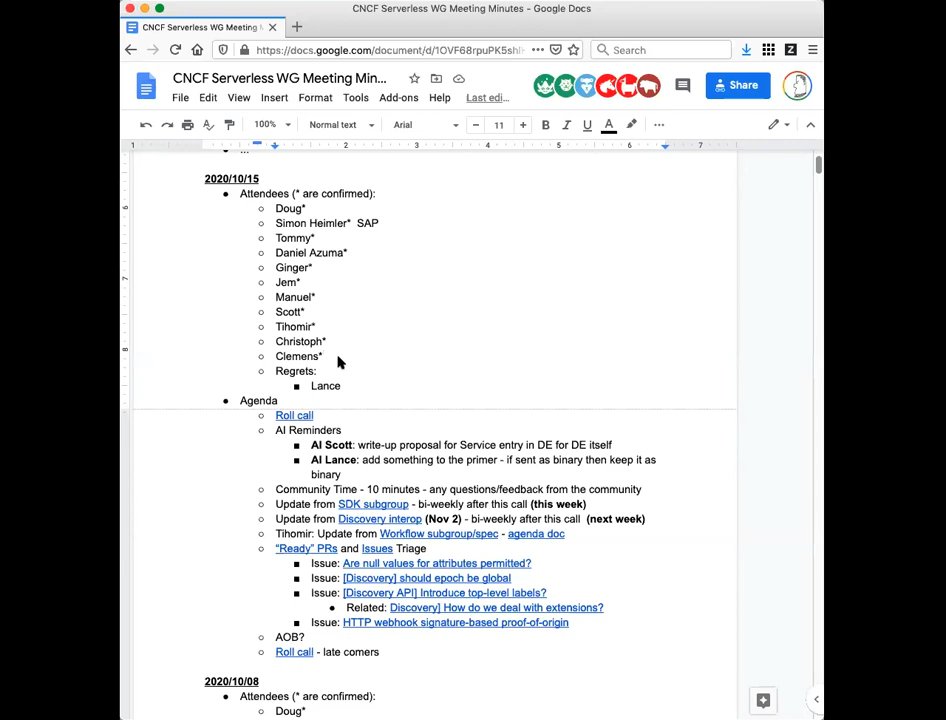 CNCF Serverless WG Meeting Minutes - Google Docs
CNCF Serverless WG Meeting M
https://docs.google.com/document/d/1OVF68rpuPK5shl
Search
CNCF Serverless WG Meeting Min...
File Edit View Insert Format Tools Add-ons Help Last edi...
Share
100% Normal text Arial 11 B I U A
1 1 2 3 4 5 6 7
...
2020/10/15
Attendees (* are confirmed):
Doug*
Simon Heimler* SAP
Tommy*
Daniel Azuma*
Ginger*
Jem*
Manuel*
Scott*
Tihomir*
Christoph*
Clemens*
Regrets:
Lance
Agenda
Roll call
AI Reminders
AI Scott: write-up proposal for Service entry in DE for DE itself
AI Lance: add something to the primer - if sent as binary then keep it as
binary
Community Time - 10 minutes - any questions/feedback from the community
Update from SDK subgroup - bi-weekly after this call (this week)
Update from Discovery interop (Nov 2) - bi-weekly after this call (next week)
Tihomir: Update from Workflow subgroup/spec - agenda doc
"Ready" PRs and Issues Triage
Issue: Are null values for attributes permitted?
Issue: [Discovery] should epoch be global
Issue: [Discovery API] Introduce top-level labels?
Related: Discovery] How do we deal with extensions?
Issue: HTTP webhook signature-based proof-of-origin
AOB?
Roll call - late comers
2020/10/08
Attendees (* are confirmed):
Doug*